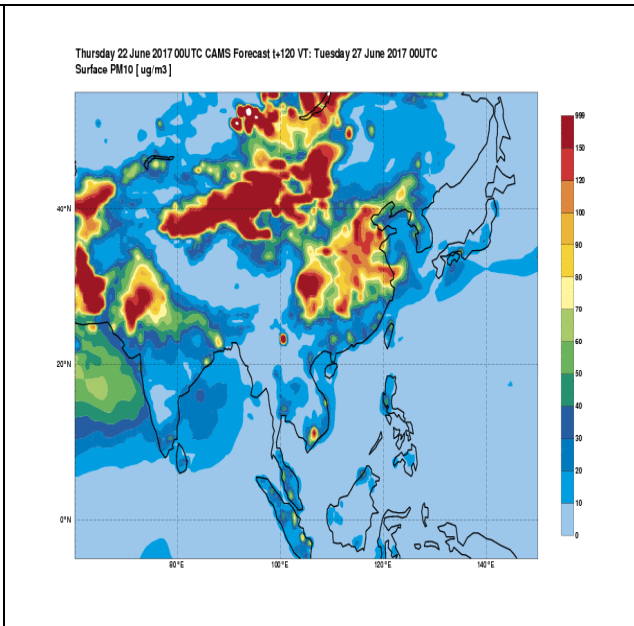 Thursday 22 June 2017 00UTC CAMS Forecast t+120 VT: Tuesday 27 June 2017 00UTC
Surface PM10 [ ug/m3 ]
999
150
120
100
90
80
70
60
50
40
30
20
10
0
40°N
20°N
0°N
80°E
100°E
120°E
140°E